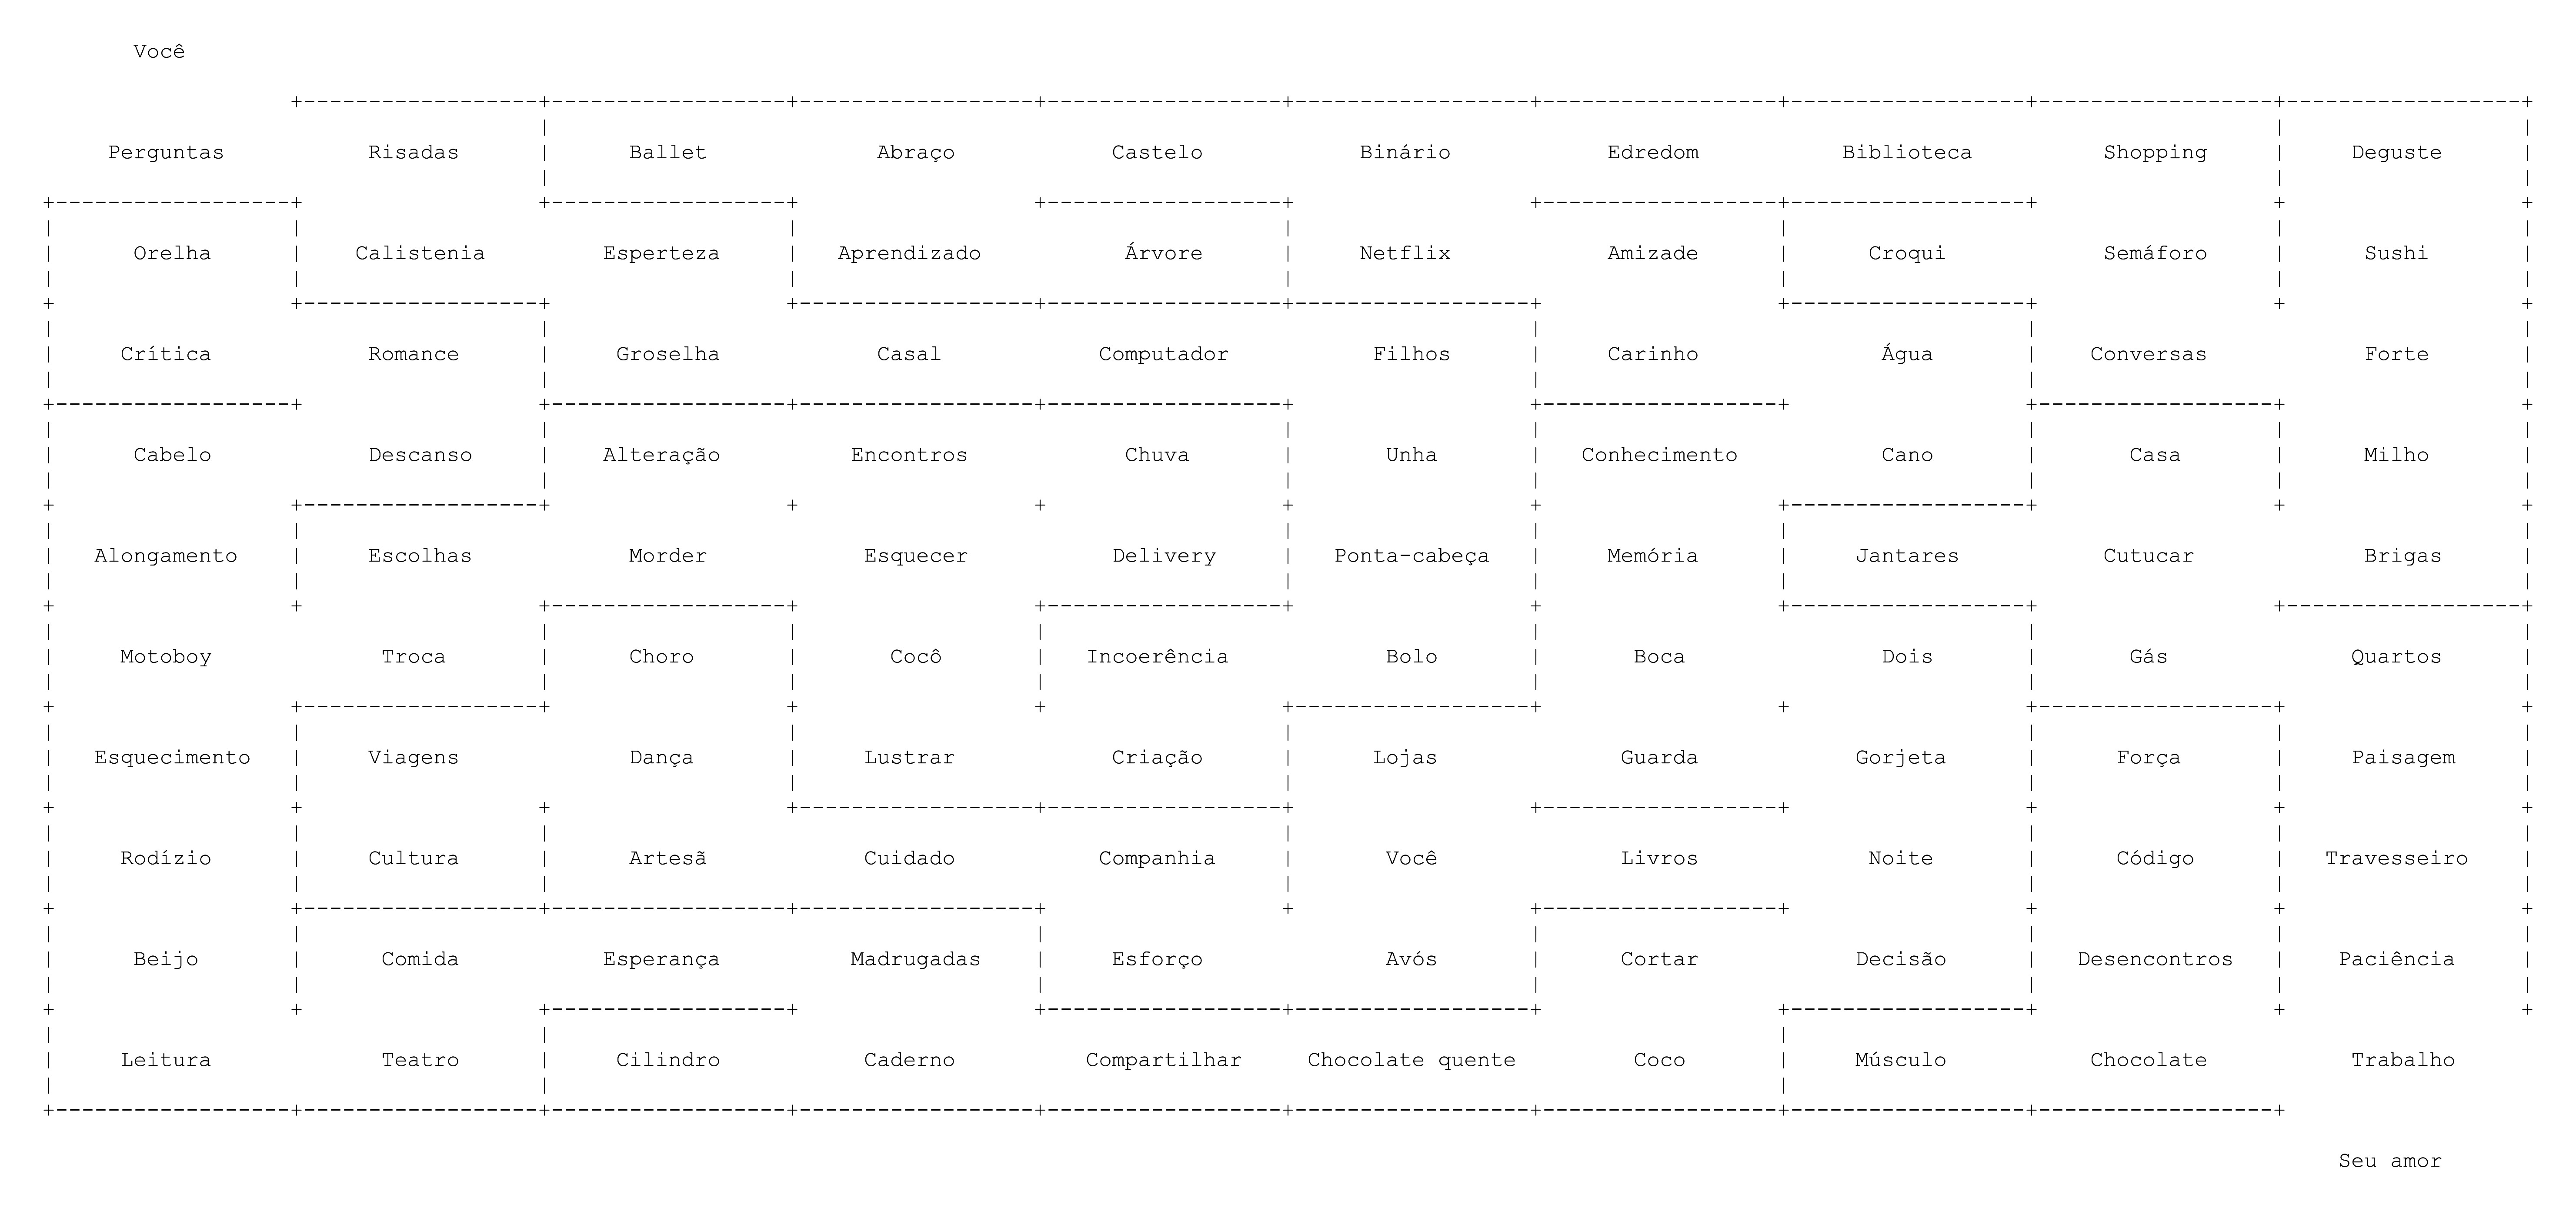 Você
Perguntas Risadas Ballet Abraço Castelo Binário Edredom Biblioteca Shopping Deguste
Orelha Calistenia Esperteza Aprendizado Árvore Netflix Amizade Croqui Semáforo Sushi
Crítica Romance Groselha Casal Computador Filhos Carinho Água Conversas Forte
Cabelo Descanso Alteração Encontros Chuva Unha Conhecimento Cano Casa Milho
Alongamento Escolhas Morder Esquecer Delivery Ponta-cabeça Memória Jantares Cutucar Brigas
Motoboy Troca Choro Cocô Incoerência Bolo Boca Dois Gás Quartos
Esquecimento Viagens Dança Lustrar Criação Lojas Guarda Gorjeta Força Paisagem
Rodízio Cultura Artesã Cuidado Companhia Você Livros Noite Código Travesseiro
Beijo Comida Esperança Madrugadas Esforço Avós Cortar Decisão Desencontros Paciência
Leitura Teatro Cilindro Caderno Compartilhar Chocolate quente Coco Músculo Chocolate Trabalho
Seu amor